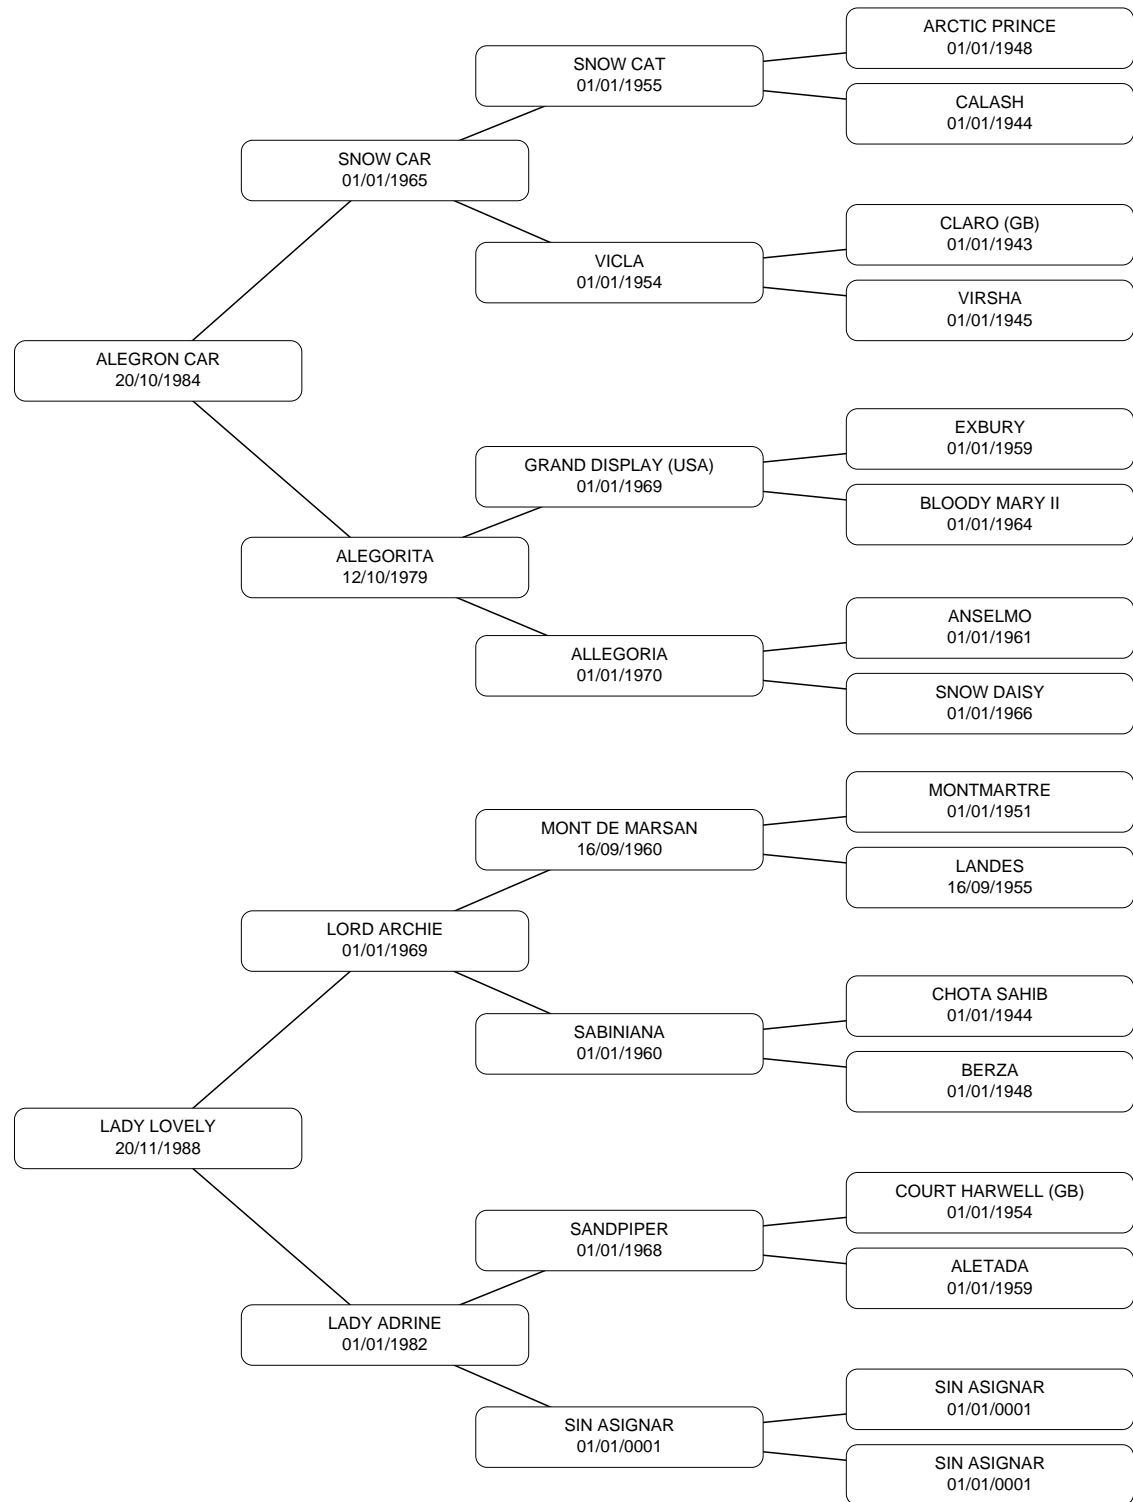 ARCTIC PRINCE
01/01/1948
SNOW CAT
01/01/1955
CALASH
01/01/1944
SNOW CAR
01/01/1965
CLARO (GB)
01/01/1943
VICLA
01/01/1954
VIRSHA
01/01/1945
ALEGRON CAR
20/10/1984
EXBURY
01/01/1959
GRAND DISPLAY (USA)
01/01/1969
BLOODY MARY II
01/01/1964
ALEGORITA
12/10/1979
ANSELMO
01/01/1961
ALLEGORIA
01/01/1970
SNOW DAISY
01/01/1966
MONTMARTRE
01/01/1951
MONT DE MARSAN
16/09/1960
LANDES
16/09/1955
LORD ARCHIE
01/01/1969
CHOTA SAHIB
01/01/1944
SABINIANA
01/01/1960
BERZA
01/01/1948
LADY LOVELY
20/11/1988
COURT HARWELL (GB)
01/01/1954
SANDPIPER
01/01/1968
ALETADA
01/01/1959
LADY ADRINE
01/01/1982
SIN ASIGNAR
01/01/0001
SIN ASIGNAR
01/01/0001
SIN ASIGNAR
01/01/0001